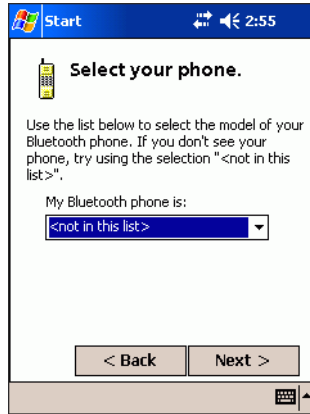 Start 2:55
Select your phone.
Use the list below to select the model of your
Bluetooth phone. If you don't see your
phone, try using the selection "<not in this
list>".
My Bluetooth phone is:
<not in this list>
< Back Next >